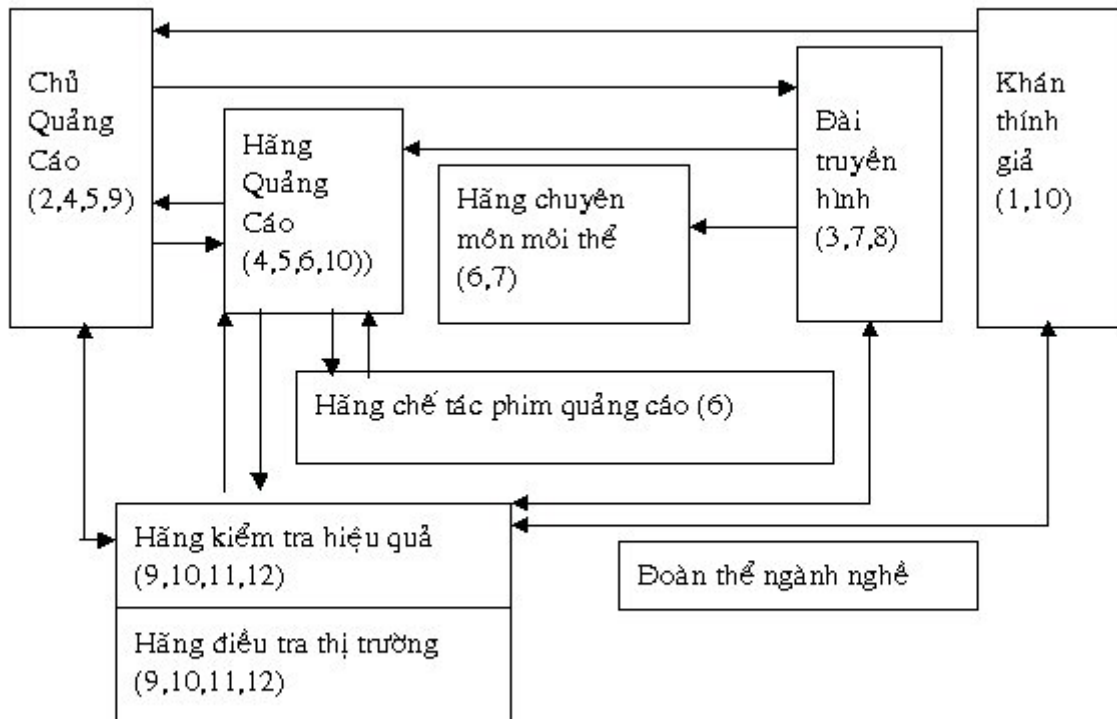 Chủ
Quảng
Cáo
(2,4,5,9)
Hãng
Quảng
Cáo
(4,5,6,10))
Hãng chuyên
môn môi thể
(6,7)
Đài
truyền
hình
(3,7,8)
Khán
thính
giả
(1,10)
Hãng chế tác phim quảng cáo (6)
Hãng kiểm tra hiệu quả
(9,10,11,12)
Đoàn thể ngành nghề
Hãng điều tra thị trường
(9,10,11,12)